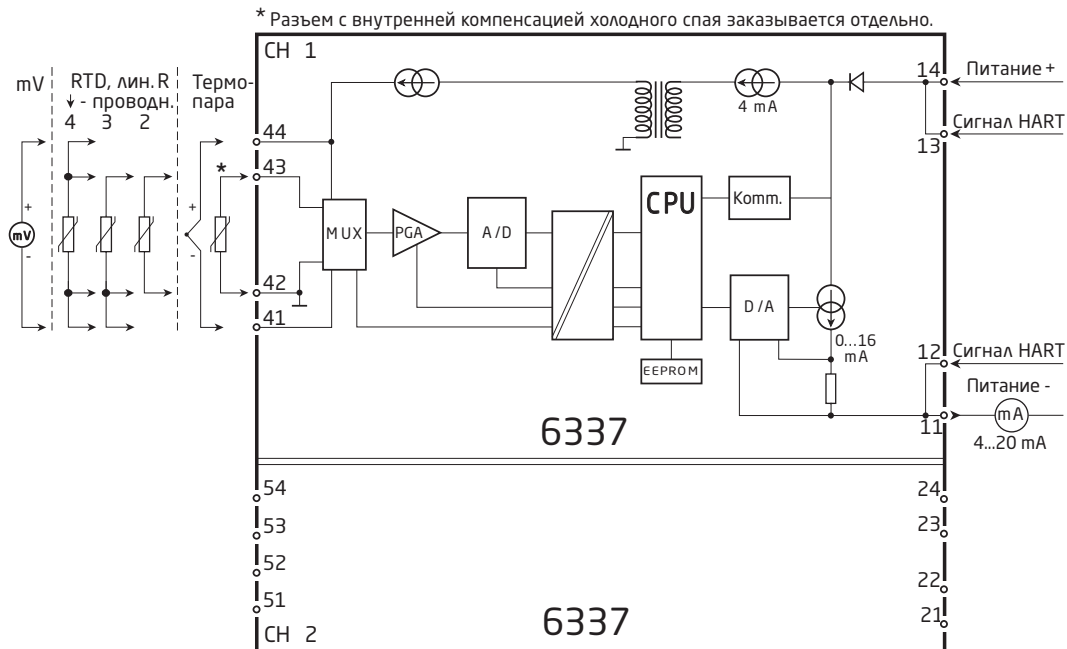 * Разъем с внутренней компенсацией холодного спая заказывается отдельно.
CH 1
mV
RTD, лин.R
- проводн.
4 3 2
Термо-
пара
*
+
mV
-
+
-
44
43
42
41
MUX
PGA
A/D
CPU
Komm.
D/A
EEPROM
4 mA
0...16
mA
14
Питание +
Сигнал HART
13
12
Сигнал HART
Питание -
11
mA
4...20 mA
6337
54
53
52
51
CH 2
24
23
22
21
6337